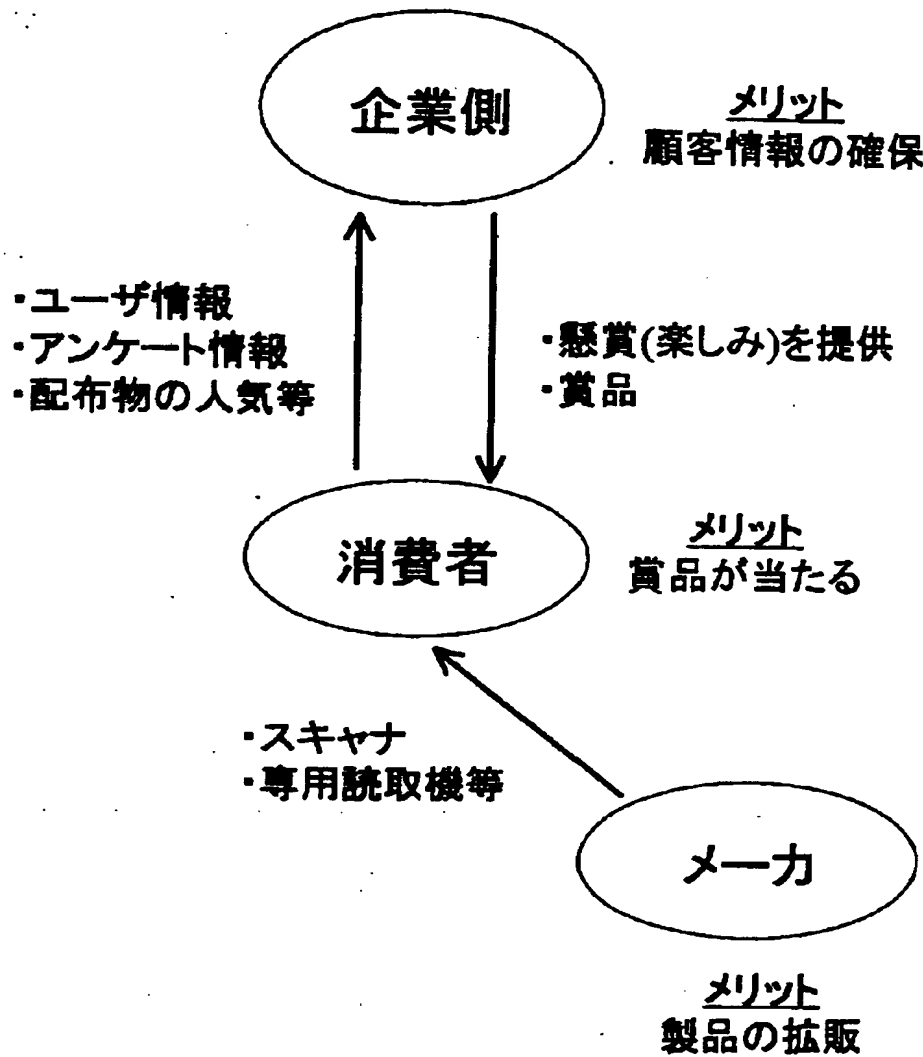 企業側
メリット
顧客情報の確保
・ユーザ情報
・アンケート情報
・配布物の人気等
・懸賞(楽しみ)を提供
・賞品
消費者
メリット
賞品が当たる
・スキャナ
・専用読取機等
メーカ
メリット
製品の拡販